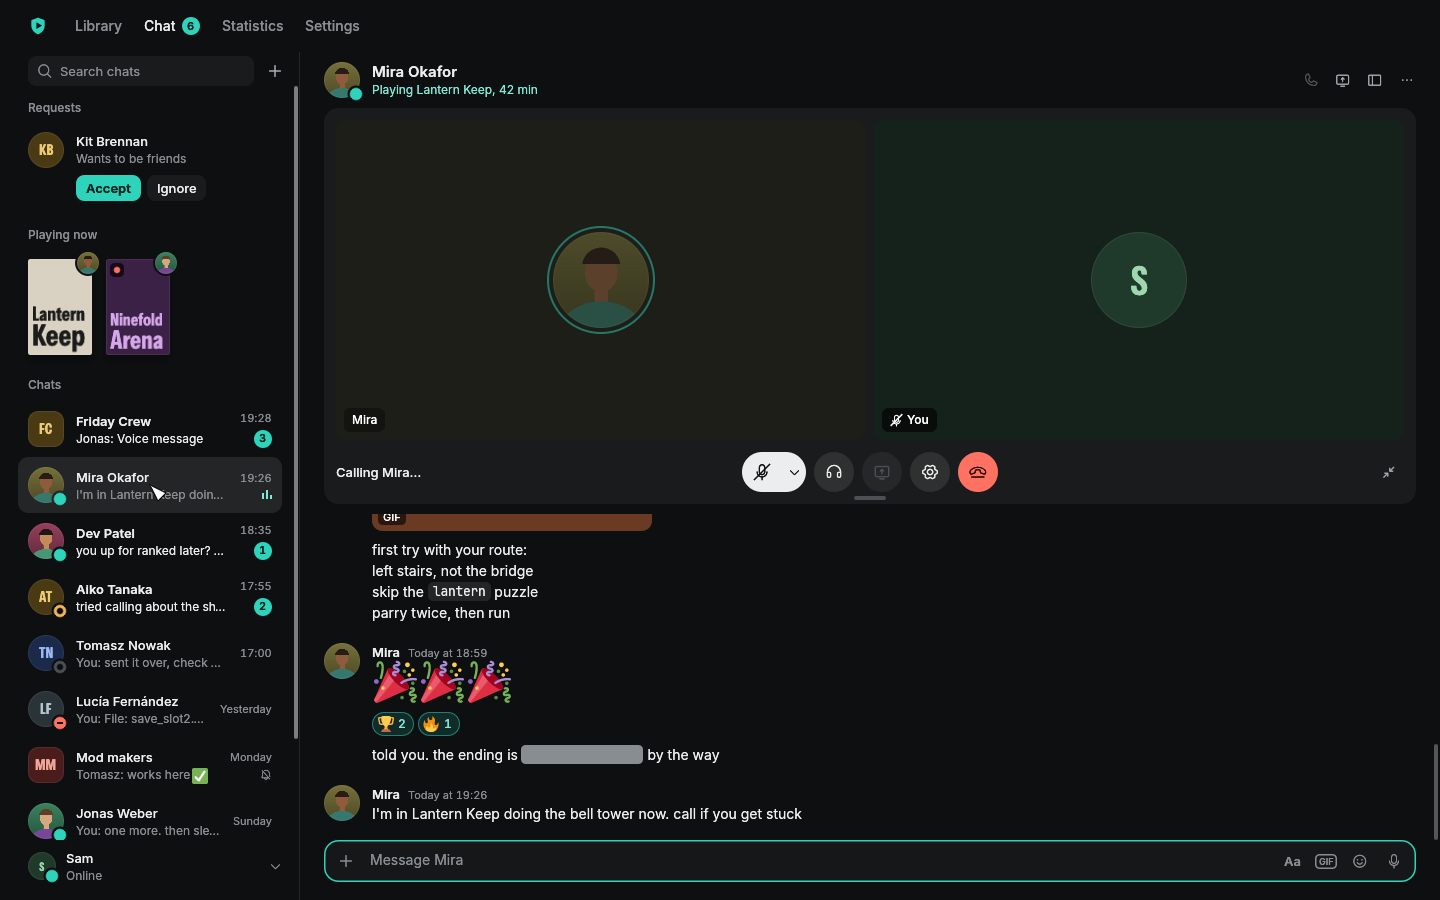 Library Chat 6 Statistics Settings
Search chats
Requests
KB
Kit Brennan
Wants to be friends
Accept Ignore
Playing now
Lantern
Keep
Ninefold
Arena
Chats
FC
Friday Crew 19:28
Jonas: Voice message 3
Mira Okafor 19:26
I'm in Lantern Keep doin...
Dev Patel 18:35
you up for ranked later? ... 1
AT
Aiko Tanaka 17:55
tried calling about the sh... 2
TN
Tomasz Nowak
You: sent it over, check ... 17:00
LF
Lucía Fernández
You: File: save_slot2.... Yesterday
MM
Mod makers Monday
Tomasz: works here ✅
Jonas Weber
You: one more. then sle... Sunday
S
Sam
Online
Mira Okafor
Playing Lantern Keep, 42 min
S
Mira
You
Calling Mira...
GIF
first try with your route:
left stairs, not the bridge
skip the lantern puzzle
parry twice, then run
Mira Today at 18:59
🎉🎉🎉
🏆 2 🔥 1
told you. the ending is by the way
Mira Today at 19:26
I'm in Lantern Keep doing the bell tower now. call if you get stuck
Message Mira Aa GIF